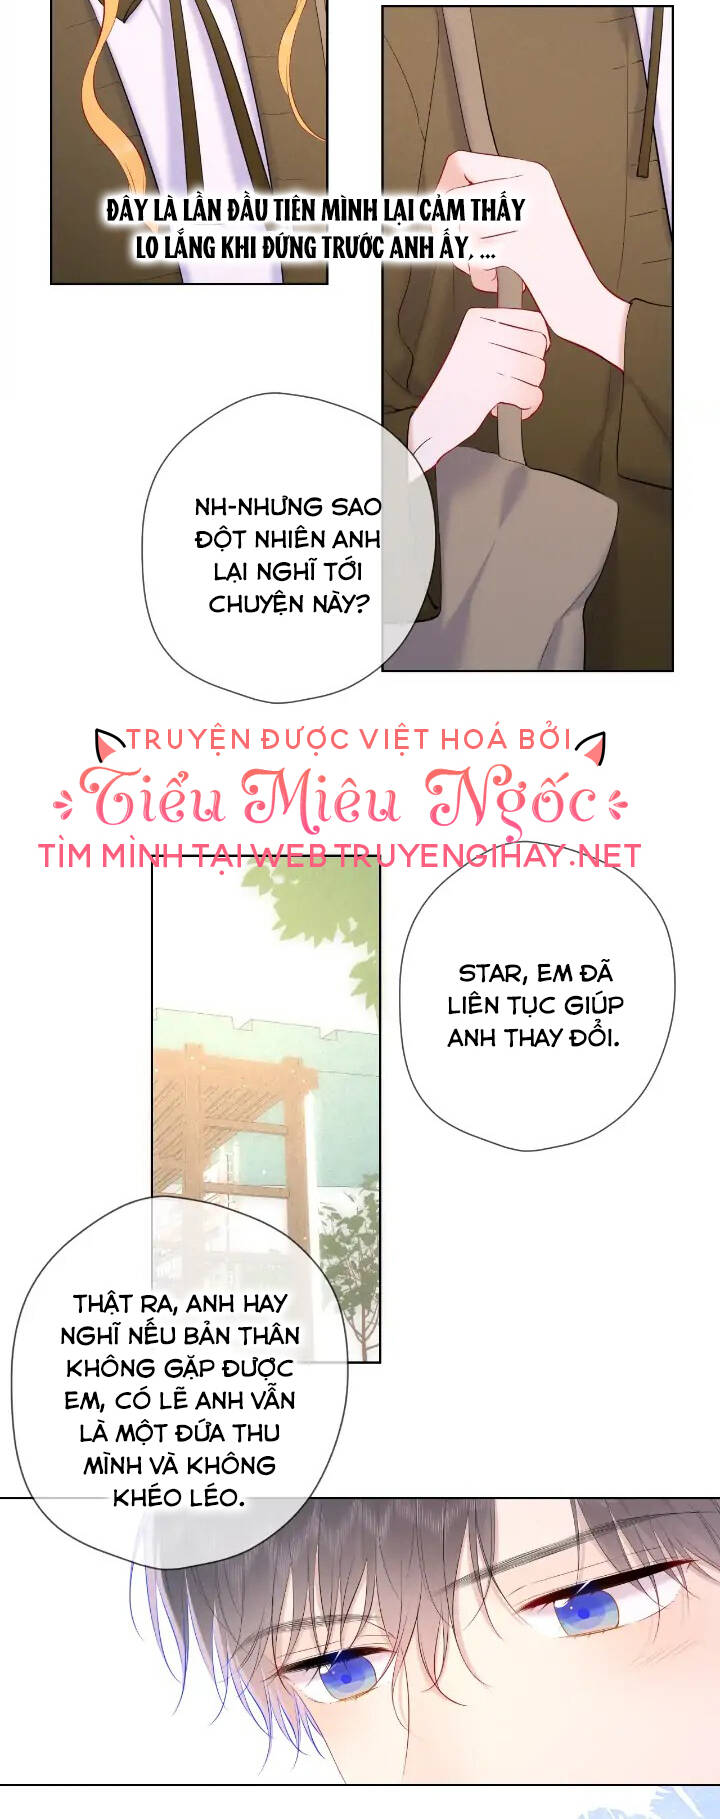 ĐÂY LÀ LẦN ĐẦU TIÊN MÌNH LẠI CẢM THẤY
LO LẮNG KHI ĐỨNG TRƯỚC ANH ẤY, ...
NH-NHƯNG SAO
ĐỘT NHIÊN ANH
LẠI NGHĨ TỚI
CHUYỆN NÀY?
TRUYỆN ĐƯỢC VIỆT HOÁ BỞI
Tiểu Miêu Ngốc
TÌM MÌNH TẠI WEB TRUYENGIHAY.NET
STAR, EM ĐÃ
LIÊN TỤC GIÚP
ANH THAY ĐỔI.
THẬT RA, ANH HAY
NGHĨ NẾU BẢN THÂN
KHÔNG GẶP ĐƯỢC
EM, CÓ LẼ ANH VẪN
LÀ MỘT ĐỨA THU
MÌNH VÀ KHÔNG
KHÉO LÉO.